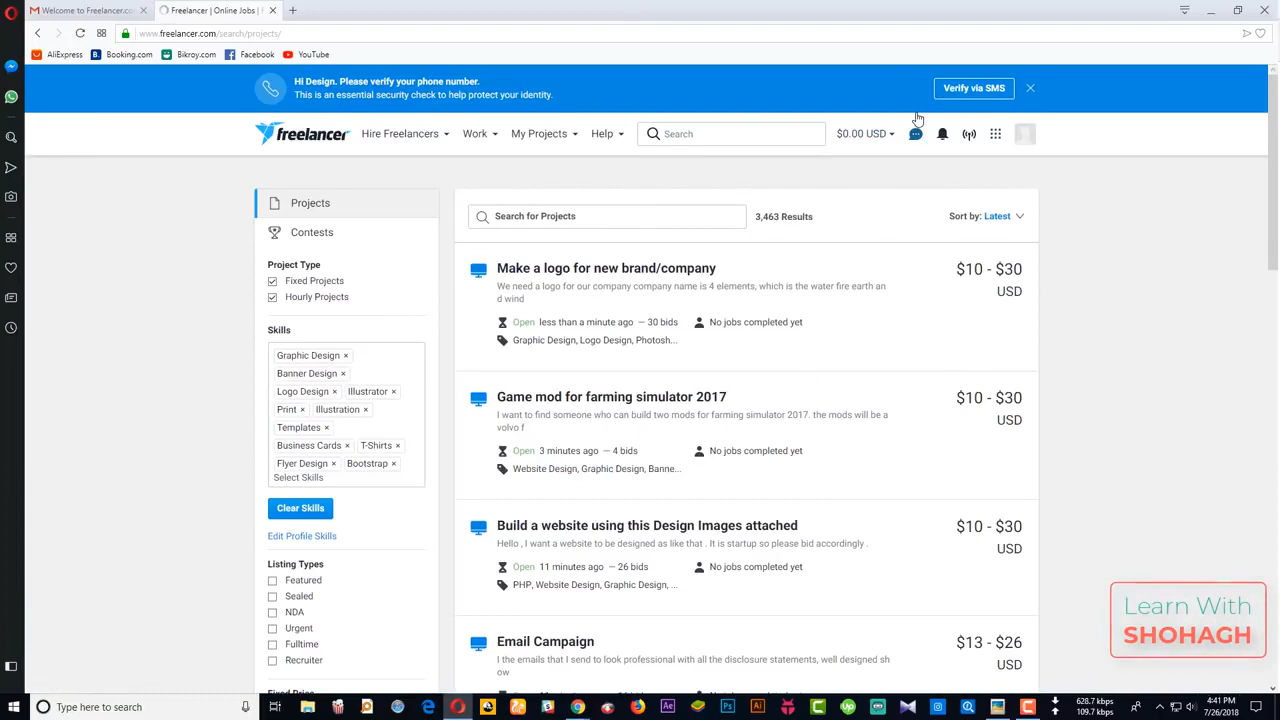 Welcome to Freelancer.com
Freelancer | Online Jobs |
www.freelancer.com/search/projects/
AliExpress Booking.com Bikroy.com Facebook YouTube
Hi Design. Please verify your phone number.
This is an essential security check to help protect your identity.
Verify via SMS
freelancer Hire Freelancers Work My Projects Help Search $0.00 USD
Projects
Contests
Project Type
Fixed Projects
Hourly Projects
Skills
Graphic Design ×
Banner Design ×
Logo Design × Illustrator ×
Print × Illustration ×
Templates ×
Business Cards × T-Shirts ×
Flyer Design × Bootstrap ×
Select Skills
Clear Skills
Edit Profile Skills
Listing Types
Featured
Sealed
NDA
Urgent
Fulltime
Recruiter
Fixed Price
Search for Projects 3,463 Results Sort by: Latest
Make a logo for new brand/company $10 - $30
USD
We need a logo for our company company name is 4 elements, which is the water fire earth an
d wind
Open less than a minute ago — 30 bids No jobs completed yet
Graphic Design, Logo Design, Photosh...
Game mod for farming simulator 2017 $10 - $30
USD
I want to find someone who can build two mods for farming simulator 2017. the mods will be a
volvo f
Open 3 minutes ago — 4 bids No jobs completed yet
Website Design, Graphic Design, Banne...
Build a website using this Design Images attached $10 - $30
USD
Hello , I want a website to be designed as like that . It is startup so please bid accordingly .
Open 11 minutes ago — 26 bids No jobs completed yet
PHP, Website Design, Graphic Design, ...
Email Campaign $13 - $26
USD
I the emails that I send to look professional with all the disclosure statements, well designed sh
ow
Learn With
SHOHAGH
Type here to search
628.7 kbps
109.7 kbps
4:41 PM
7/26/2018